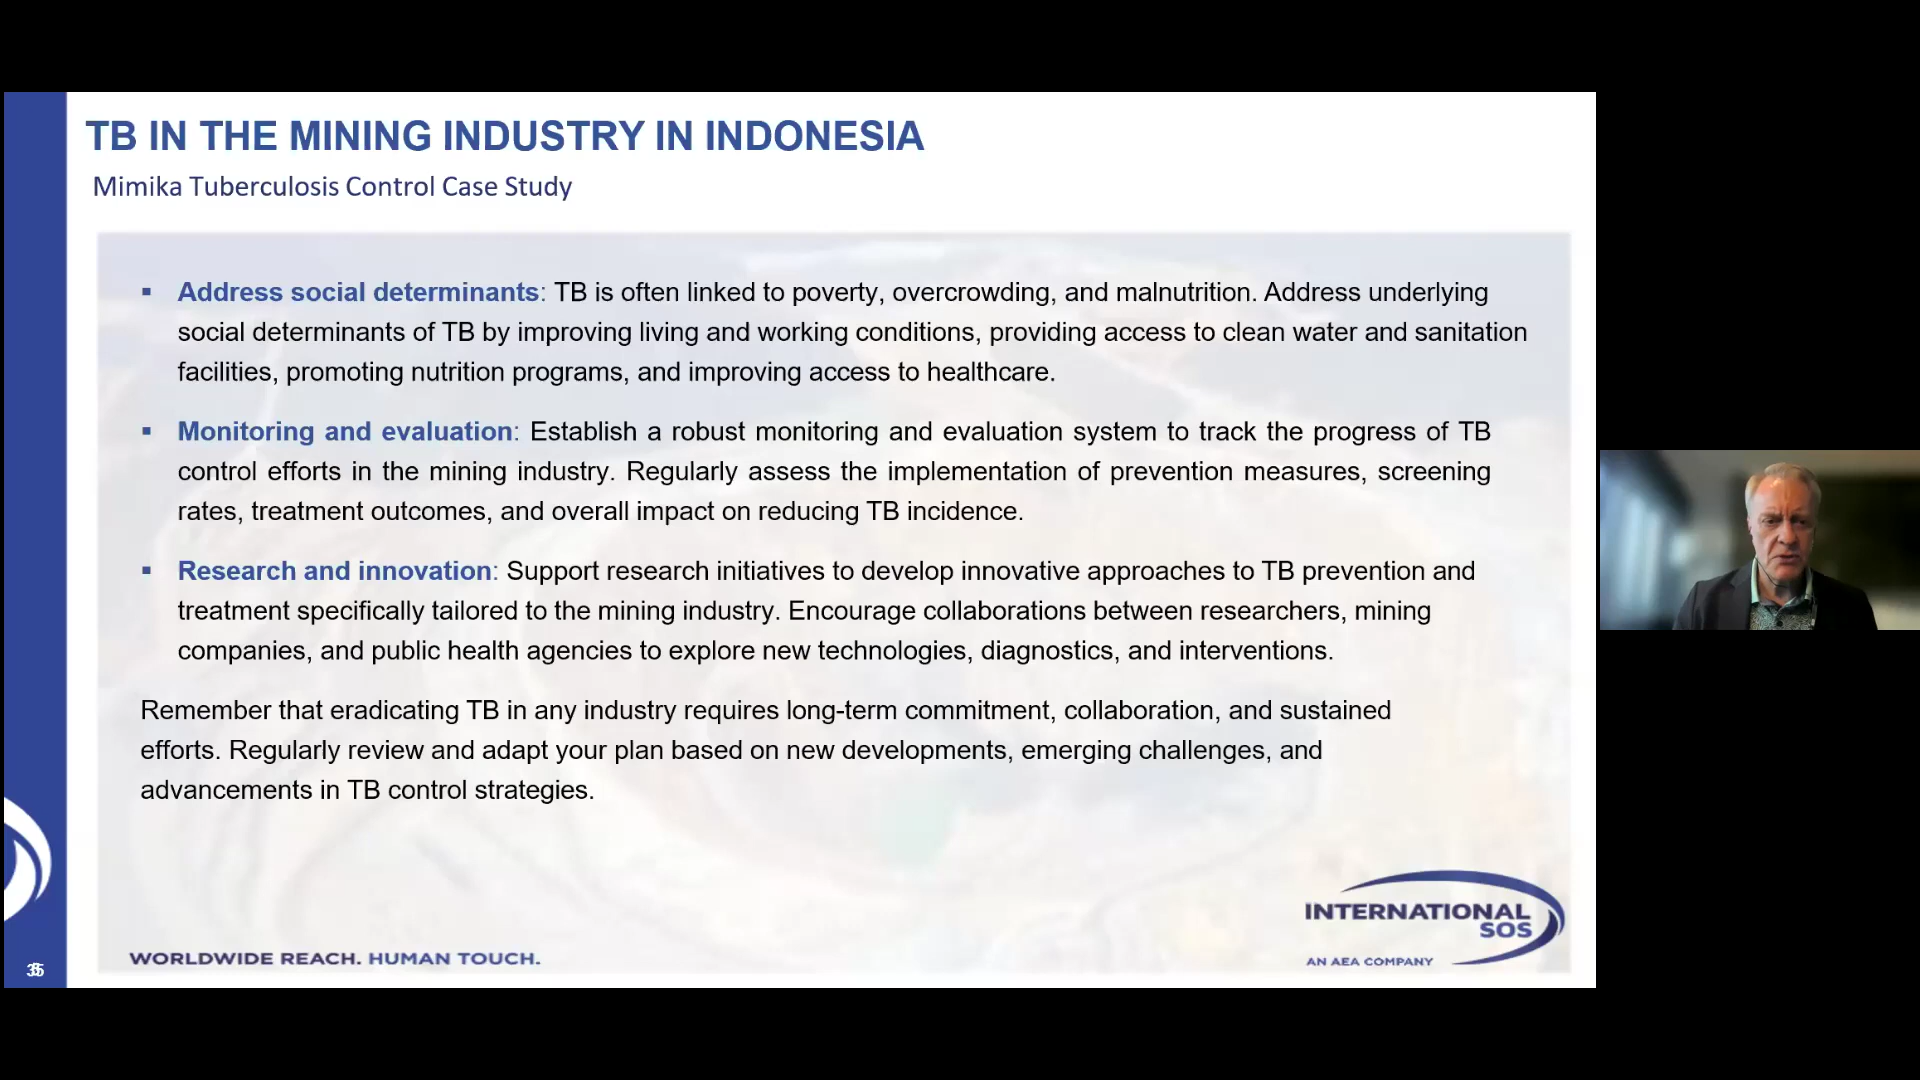 TB IN THE MINING INDUSTRY IN INDONESIA
Mimika Tuberculosis Control Case Study
▪ Address social determinants: TB is often linked to poverty, overcrowding, and malnutrition. Address underlying
social determinants of TB by improving living and working conditions, providing access to clean water and sanitation
facilities, promoting nutrition programs, and improving access to healthcare.
▪ Monitoring and evaluation: Establish a robust monitoring and evaluation system to track the progress of TB
control efforts in the mining industry. Regularly assess the implementation of prevention measures, screening
rates, treatment outcomes, and overall impact on reducing TB incidence.
▪ Research and innovation: Support research initiatives to develop innovative approaches to TB prevention and
treatment specifically tailored to the mining industry. Encourage collaborations between researchers, mining
companies, and public health agencies to explore new technologies, diagnostics, and interventions.
Remember that eradicating TB in any industry requires long-term commitment, collaboration, and sustained
efforts. Regularly review and adapt your plan based on new developments, emerging challenges, and
advancements in TB control strategies.
INTERNATIONAL
SOS
AN AEA COMPANY
WORLDWIDE REACH. HUMAN TOUCH.